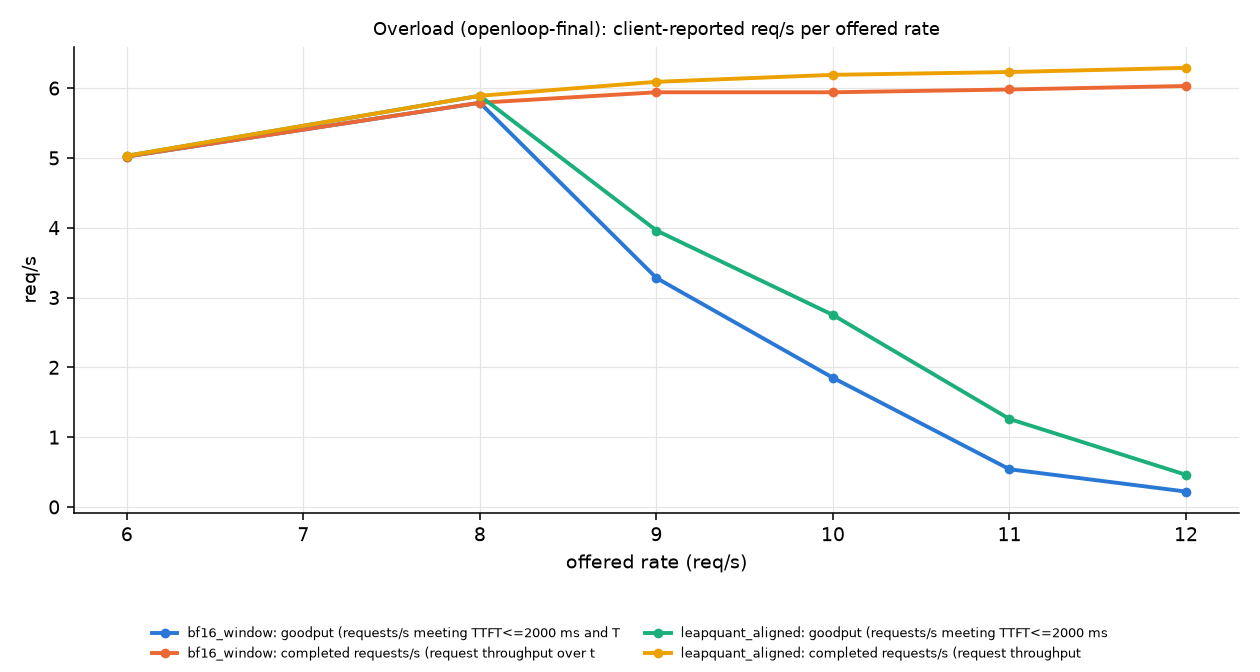 Overload (openloop-final): client-reported req/s per offered rate
req/s
6
5
4
3
2
1
0
6 7 8 9 10 11 12
offered rate (req/s)
bf16_window: goodput (requests/s meeting TTFT<=2000 ms and T
bf16_window: completed requests/s (request throughput over t
leapquant_aligned: goodput (requests/s meeting TTFT<=2000 ms
leapquant_aligned: completed requests/s (request throughput